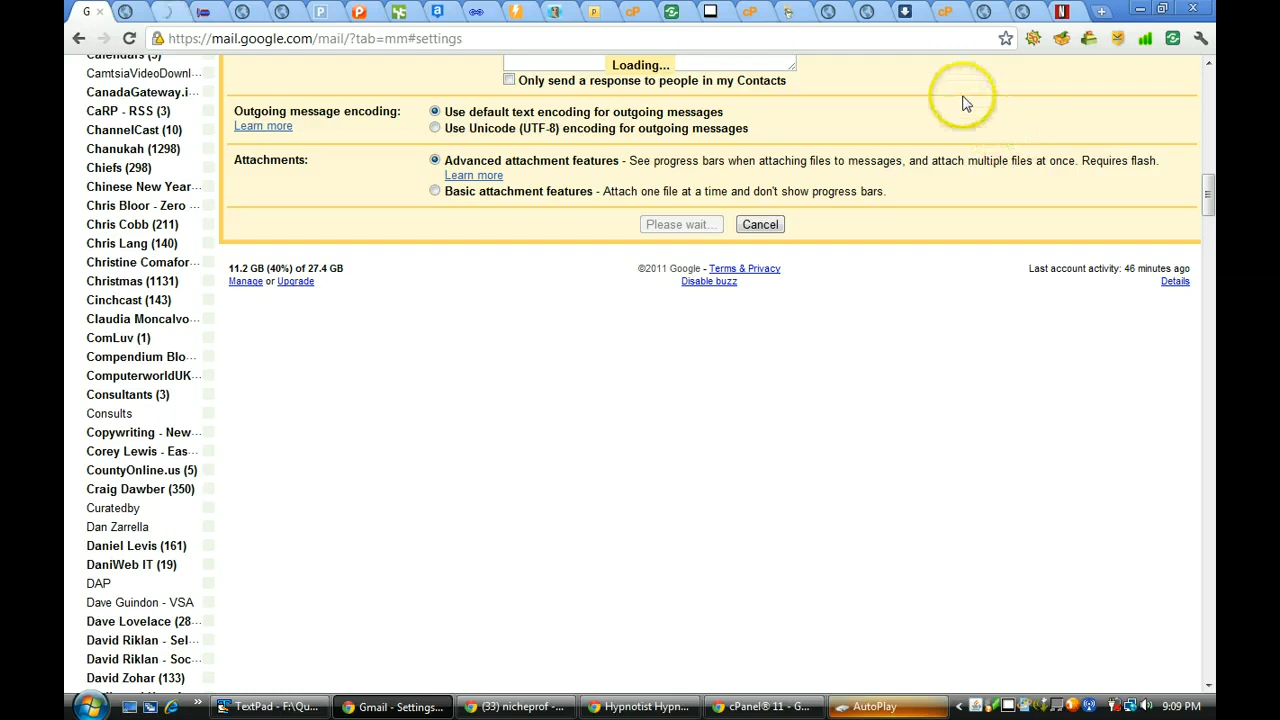 G
https://mail.google.com/mail/?tab=mm#settings
Loading...
Only send a response to people in my Contacts
Outgoing message encoding:
Learn more
Use default text encoding for outgoing messages
Use Unicode (UTF-8) encoding for outgoing messages
Attachments:
Advanced attachment features - See progress bars when attaching files to messages, and attach multiple files at once. Requires flash.
Learn more
Basic attachment features - Attach one file at a time and don't show progress bars.
Please wait...
Cancel
11.2 GB (40%) of 27.4 GB
Manage or Upgrade
©2011 Google - Terms & Privacy
Disable buzz
Last account activity: 46 minutes ago
Details
Calendars (3)
CamtsiaVideoDownl...
CanadaGateway.i...
CaRP - RSS (3)
ChannelCast (10)
Chanukah (1298)
Chiefs (298)
Chinese New Year...
Chris Bloor - Zero ...
Chris Cobb (211)
Chris Lang (140)
Christine Comafor...
Christmas (1131)
Cinchcast (143)
Claudia Moncalvo...
ComLuv (1)
Compendium Blo...
ComputerworldUK...
Consultants (3)
Consults
Copywriting - New...
Corey Lewis - Eas...
CountyOnline.us (5)
Craig Dawber (350)
Curatedby
Dan Zarrella
Daniel Levis (161)
DaniWeb IT (19)
DAP
Dave Guindon - VSA
Dave Lovelace (28...
David Riklan - Sel...
David Riklan - Soc...
David Zohar (133)
TextPad - F:\Qu...
Gmail - Settings...
(33) nicheprof - ...
Hypnotist Hypn...
cPanel® 11 - G...
AutoPlay
9:09 PM